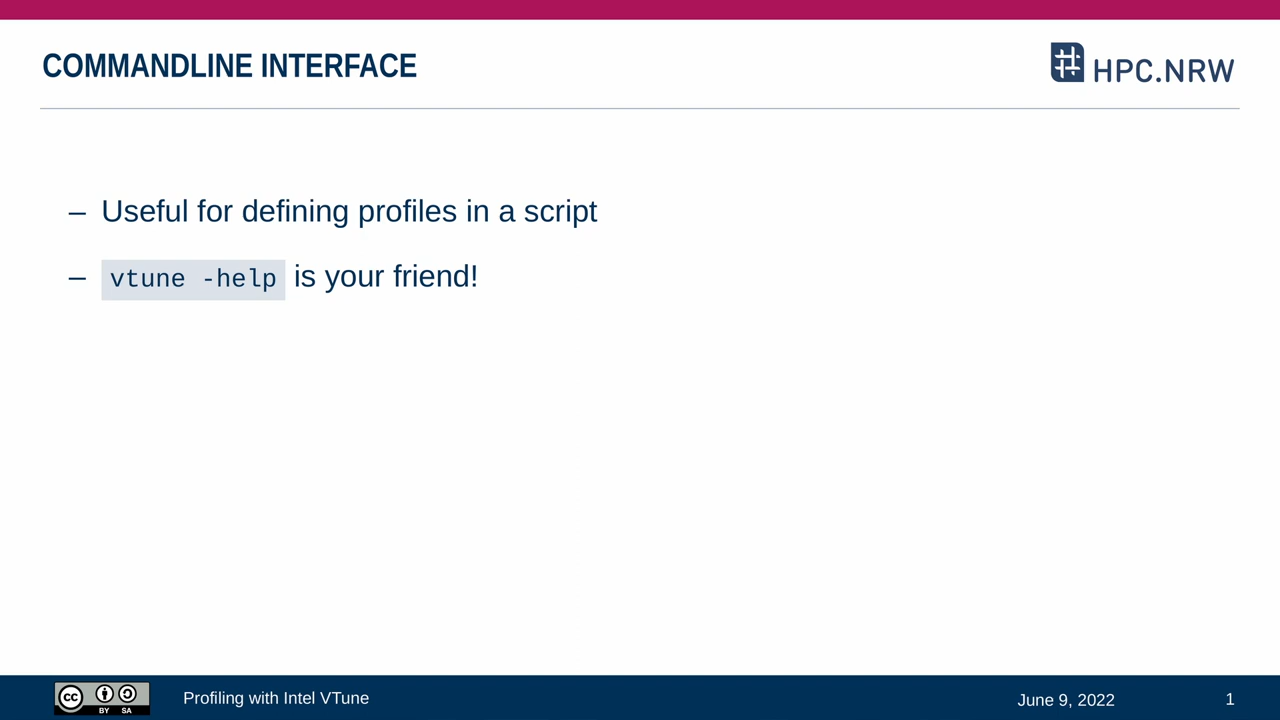 COMMANDLINE INTERFACE
HPC.NRW
– Useful for defining profiles in a script
– vtune -help is your friend!
cc BY SA
Profiling with Intel VTune
June 9, 2022
1